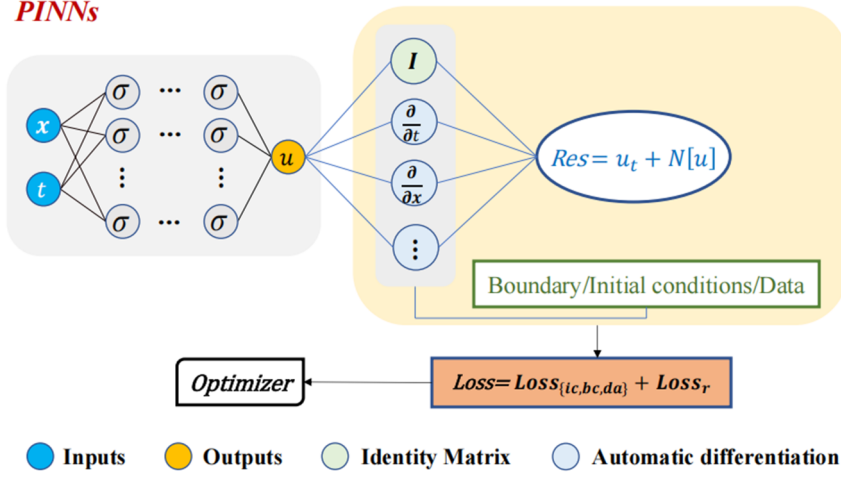 PINNs
x
t
σ ... σ
σ ... σ
⋮ ⋮
σ ... σ
u
I
∂/∂t
∂/∂x
⋮
Res= u_t + N[u]
Boundary/Initial conditions/Data
Loss= Loss_{ic,bc,da} + Loss_r
Optimizer
Inputs
Outputs
Identity Matrix
Automatic differentiation